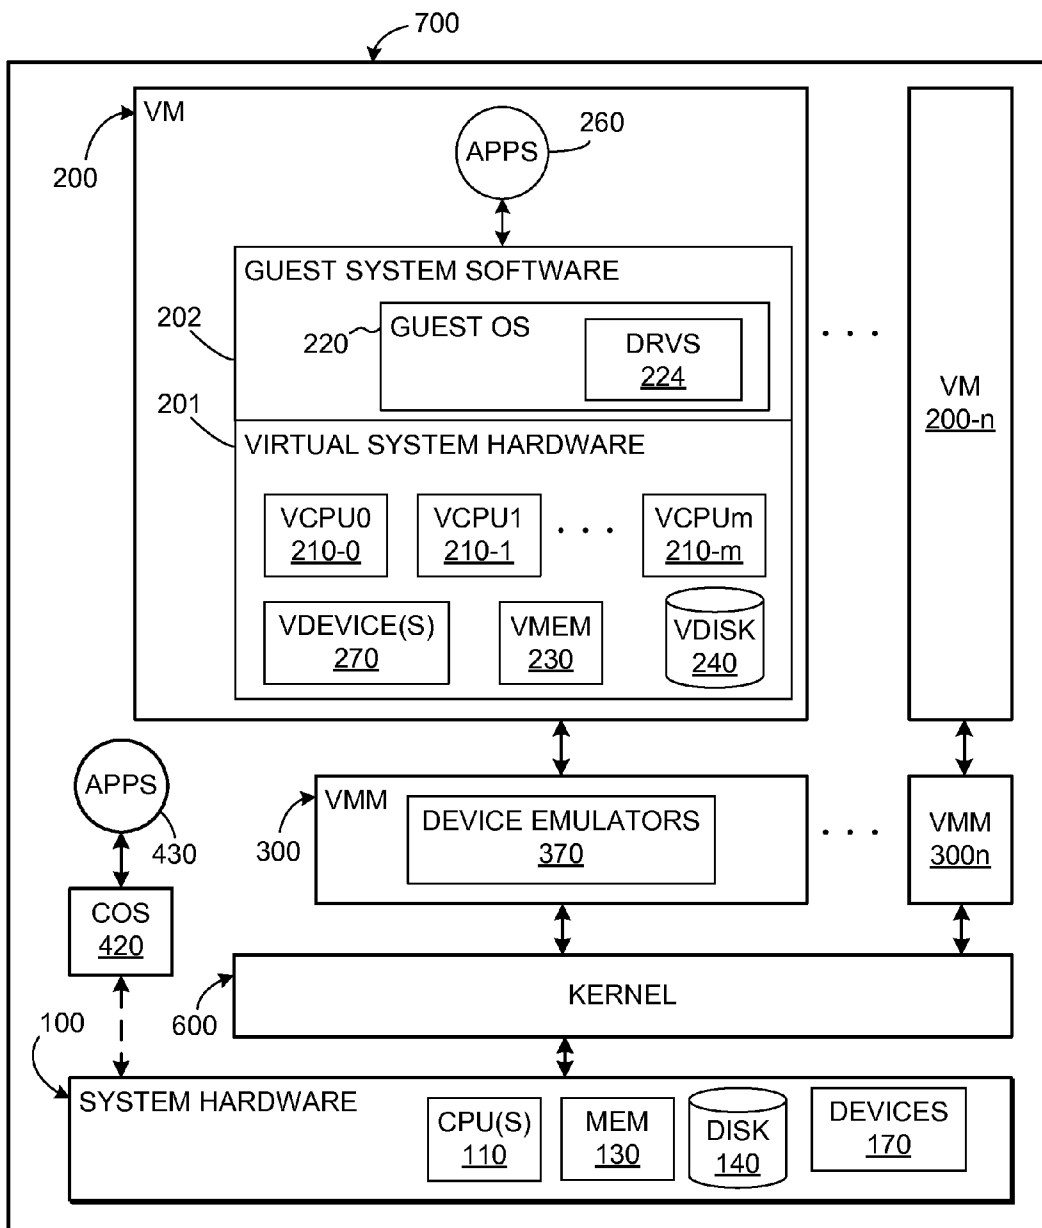 700
VM
200
APPS
260
GUEST SYSTEM SOFTWARE
202
220
GUEST OS
DRVS
224
. . .
VM
200-n
201
VIRTUAL SYSTEM HARDWARE
VCPU0
210-0
VCPU1
210-1
. . .
VCPUm
210-m
VDEVICE(S)
270
VMEM
230
VDISK
240
APPS
430
300
VMM
DEVICE EMULATORS
370
. . .
VMM
300n
COS
420
600
KERNEL
100
SYSTEM HARDWARE
CPU(S)
110
MEM
130
DISK
140
DEVICES
170